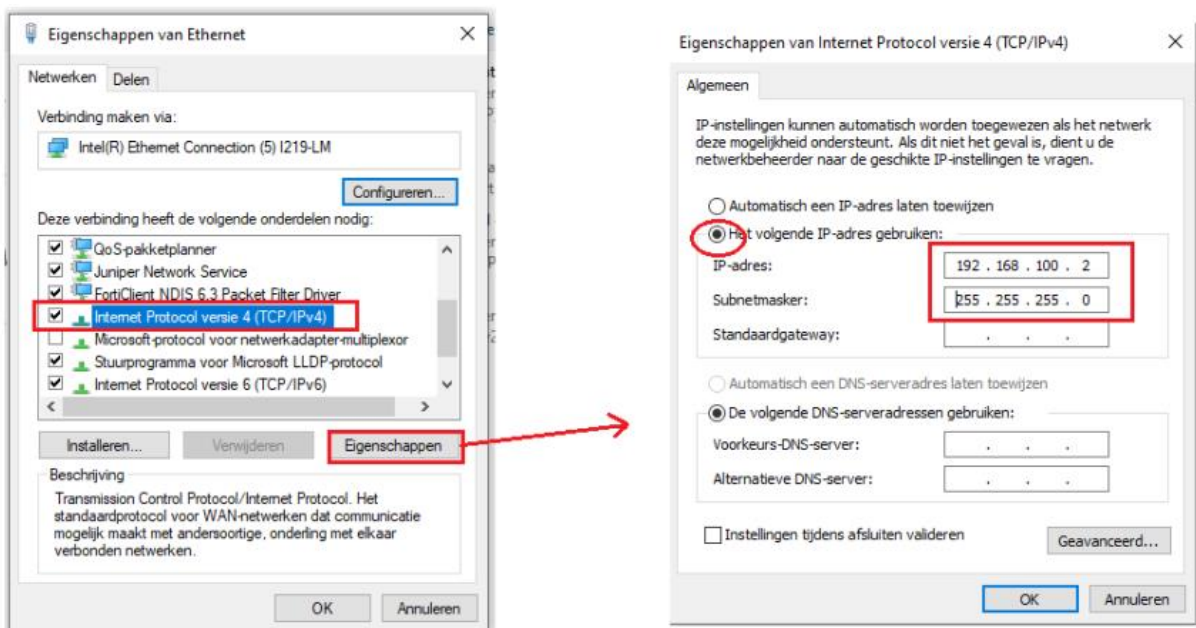 Eigenschappen van Ethernet
Netwerken Delen
Verbinding maken via:
Intel(R) Ethernet Connection (5) I219-LM
Configureren...
Deze verbinding heeft de volgende onderdelen nodig:
QoS-pakketplanner
Juniper Network Service
FortiClient NDIS 6.3 Packet Filter Driver
Internet Protocol versie 4 (TCP/IPv4)
Microsoft-protocol voor netwerkadapter-multiplexor
Stuurprogramma voor Microsoft LLDP-protocol
Internet Protocol versie 6 (TCP/IPv6)
Installeren... Verwijderen Eigenschappen
Beschrijving
Transmission Control Protocol/Internet Protocol. Het
standaardprotocol voor WAN-netwerken dat communicatie
mogelijk maakt met andersoortige, onderling met elkaar
verbonden netwerken.
OK Annuleren
Eigenschappen van Internet Protocol versie 4 (TCP/IPv4)
Algemeen
IP-instellingen kunnen automatisch worden toegewezen als het netwerk
deze mogelijkheid ondersteunt. Als dit niet het geval is, dient u de
netwerkbeheerder naar de geschikte IP-instellingen te vragen.
Automatisch een IP-adres laten toewijzen
Het volgende IP-adres gebruiken:
IP-adres: 192 . 168 . 100 . 2
Subnetmasker: 255 . 255 . 255 . 0
Standaardgateway: . . .
Automatisch een DNS-serveradres laten toewijzen
De volgende DNS-serveradressen gebruiken:
Voorkeurs-DNS-server: . . .
Alternatieve DNS-server: . . .
Instellingen tijdens afsluiten valideren
Geavanceerd...
OK Annuleren